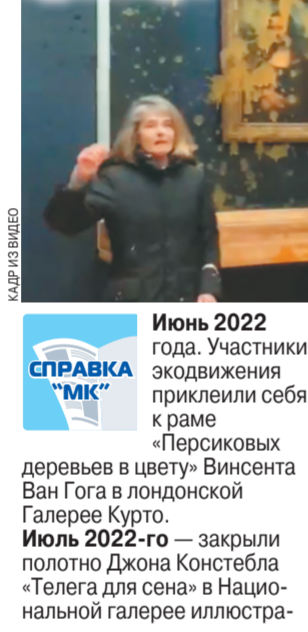 КАДР ИЗ ВИДЕО
СПРАВКА
"МК"
Июнь 2022
года. Участники
экодвижения
приклеили себя
к раме
«Персиковых
деревьев в цвету» Винсента
Ван Гога в лондонской
Галерее Курто.
Июль 2022-го — закрыли
полотно Джона Констебла
«Телега для сена» в Нацио-
нальной галерее иллюстра-